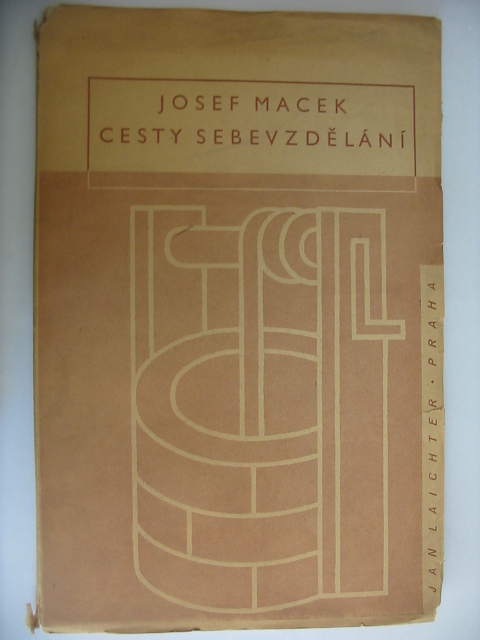 JOSEF MACEK
CESTY SEBEVZDĚLÁNÍ
JAN LAICHTER • PRAHA